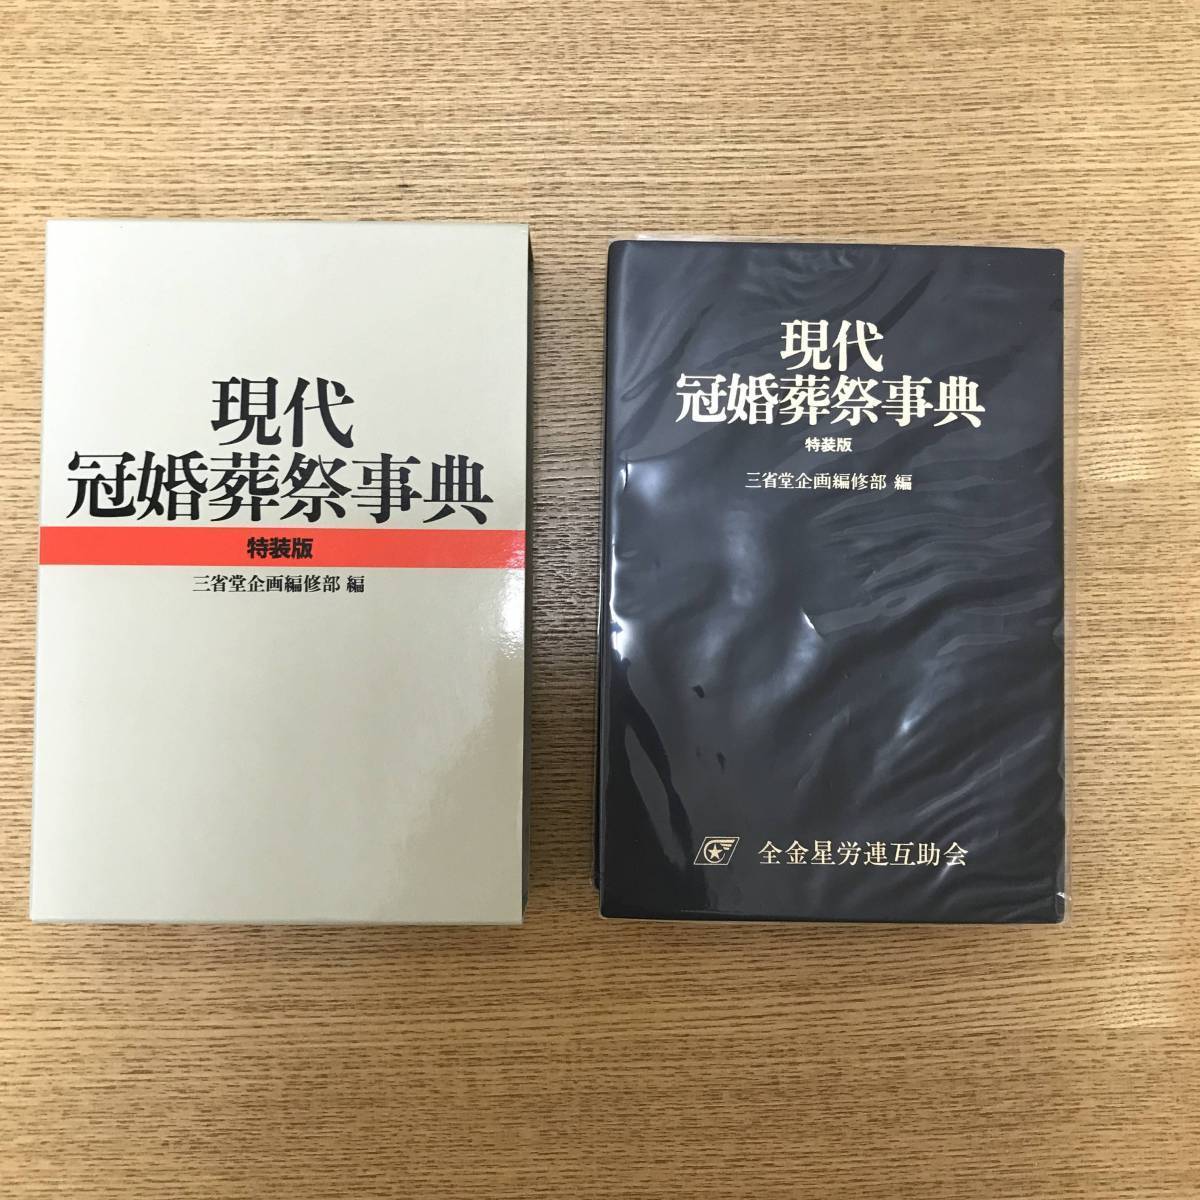 現代
冠婚葬祭事典
特装版
三省堂企画編修部 編
現代
冠婚葬祭事典
特装版
三省堂企画編修部 編
全金星労連互助会